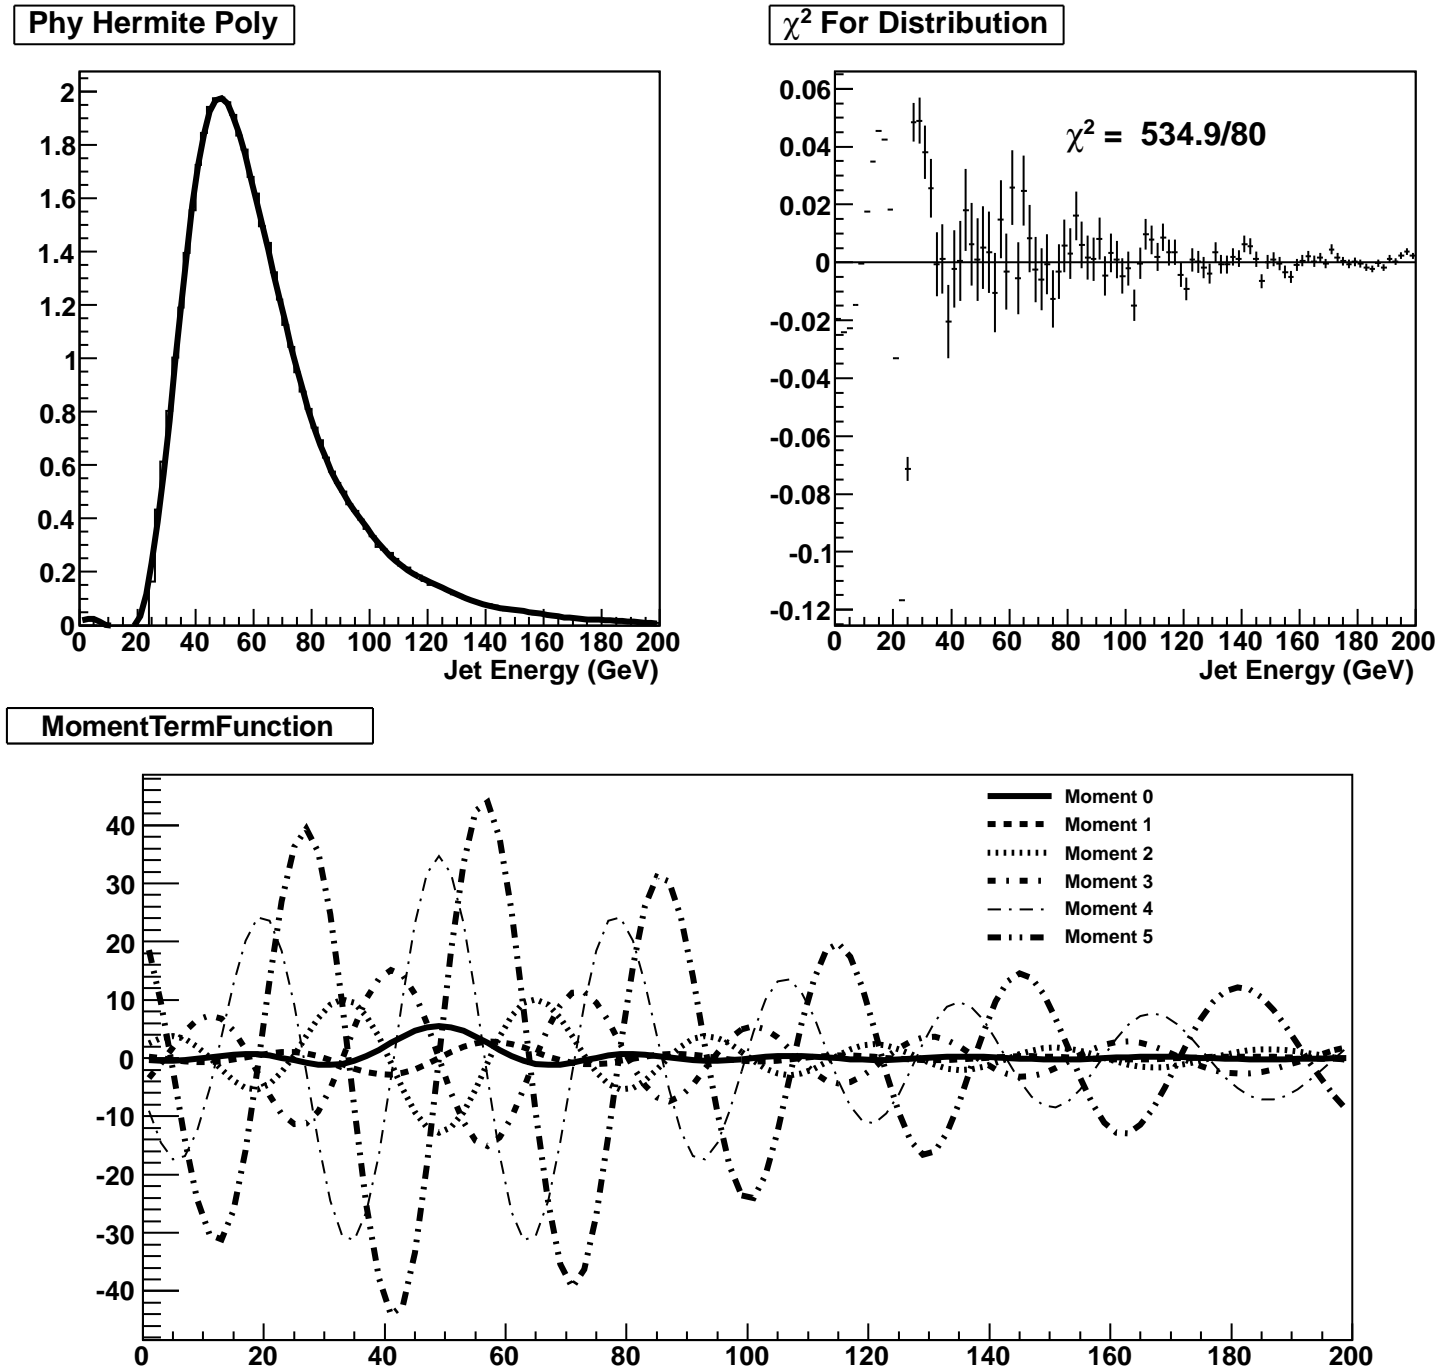 Phy Hermite Poly
2
1.8
1.6
1.4
1.2
1
0.8
0.6
0.4
0.2
0
0 20 40 60 80 100 120 140 160 180 200
Jet Energy (GeV)
χ² For Distribution
χ² = 534.9/80
0.06
0.04
0.02
0
-0.02
-0.04
-0.06
-0.08
-0.1
-0.12
0 20 40 60 80 100 120 140 160 180 200
Jet Energy (GeV)
MomentTermFunction
Moment 0
Moment 1
Moment 2
Moment 3
Moment 4
Moment 5
40
30
20
10
0
-10
-20
-30
-40
0 20 40 60 80 100 120 140 160 180 200